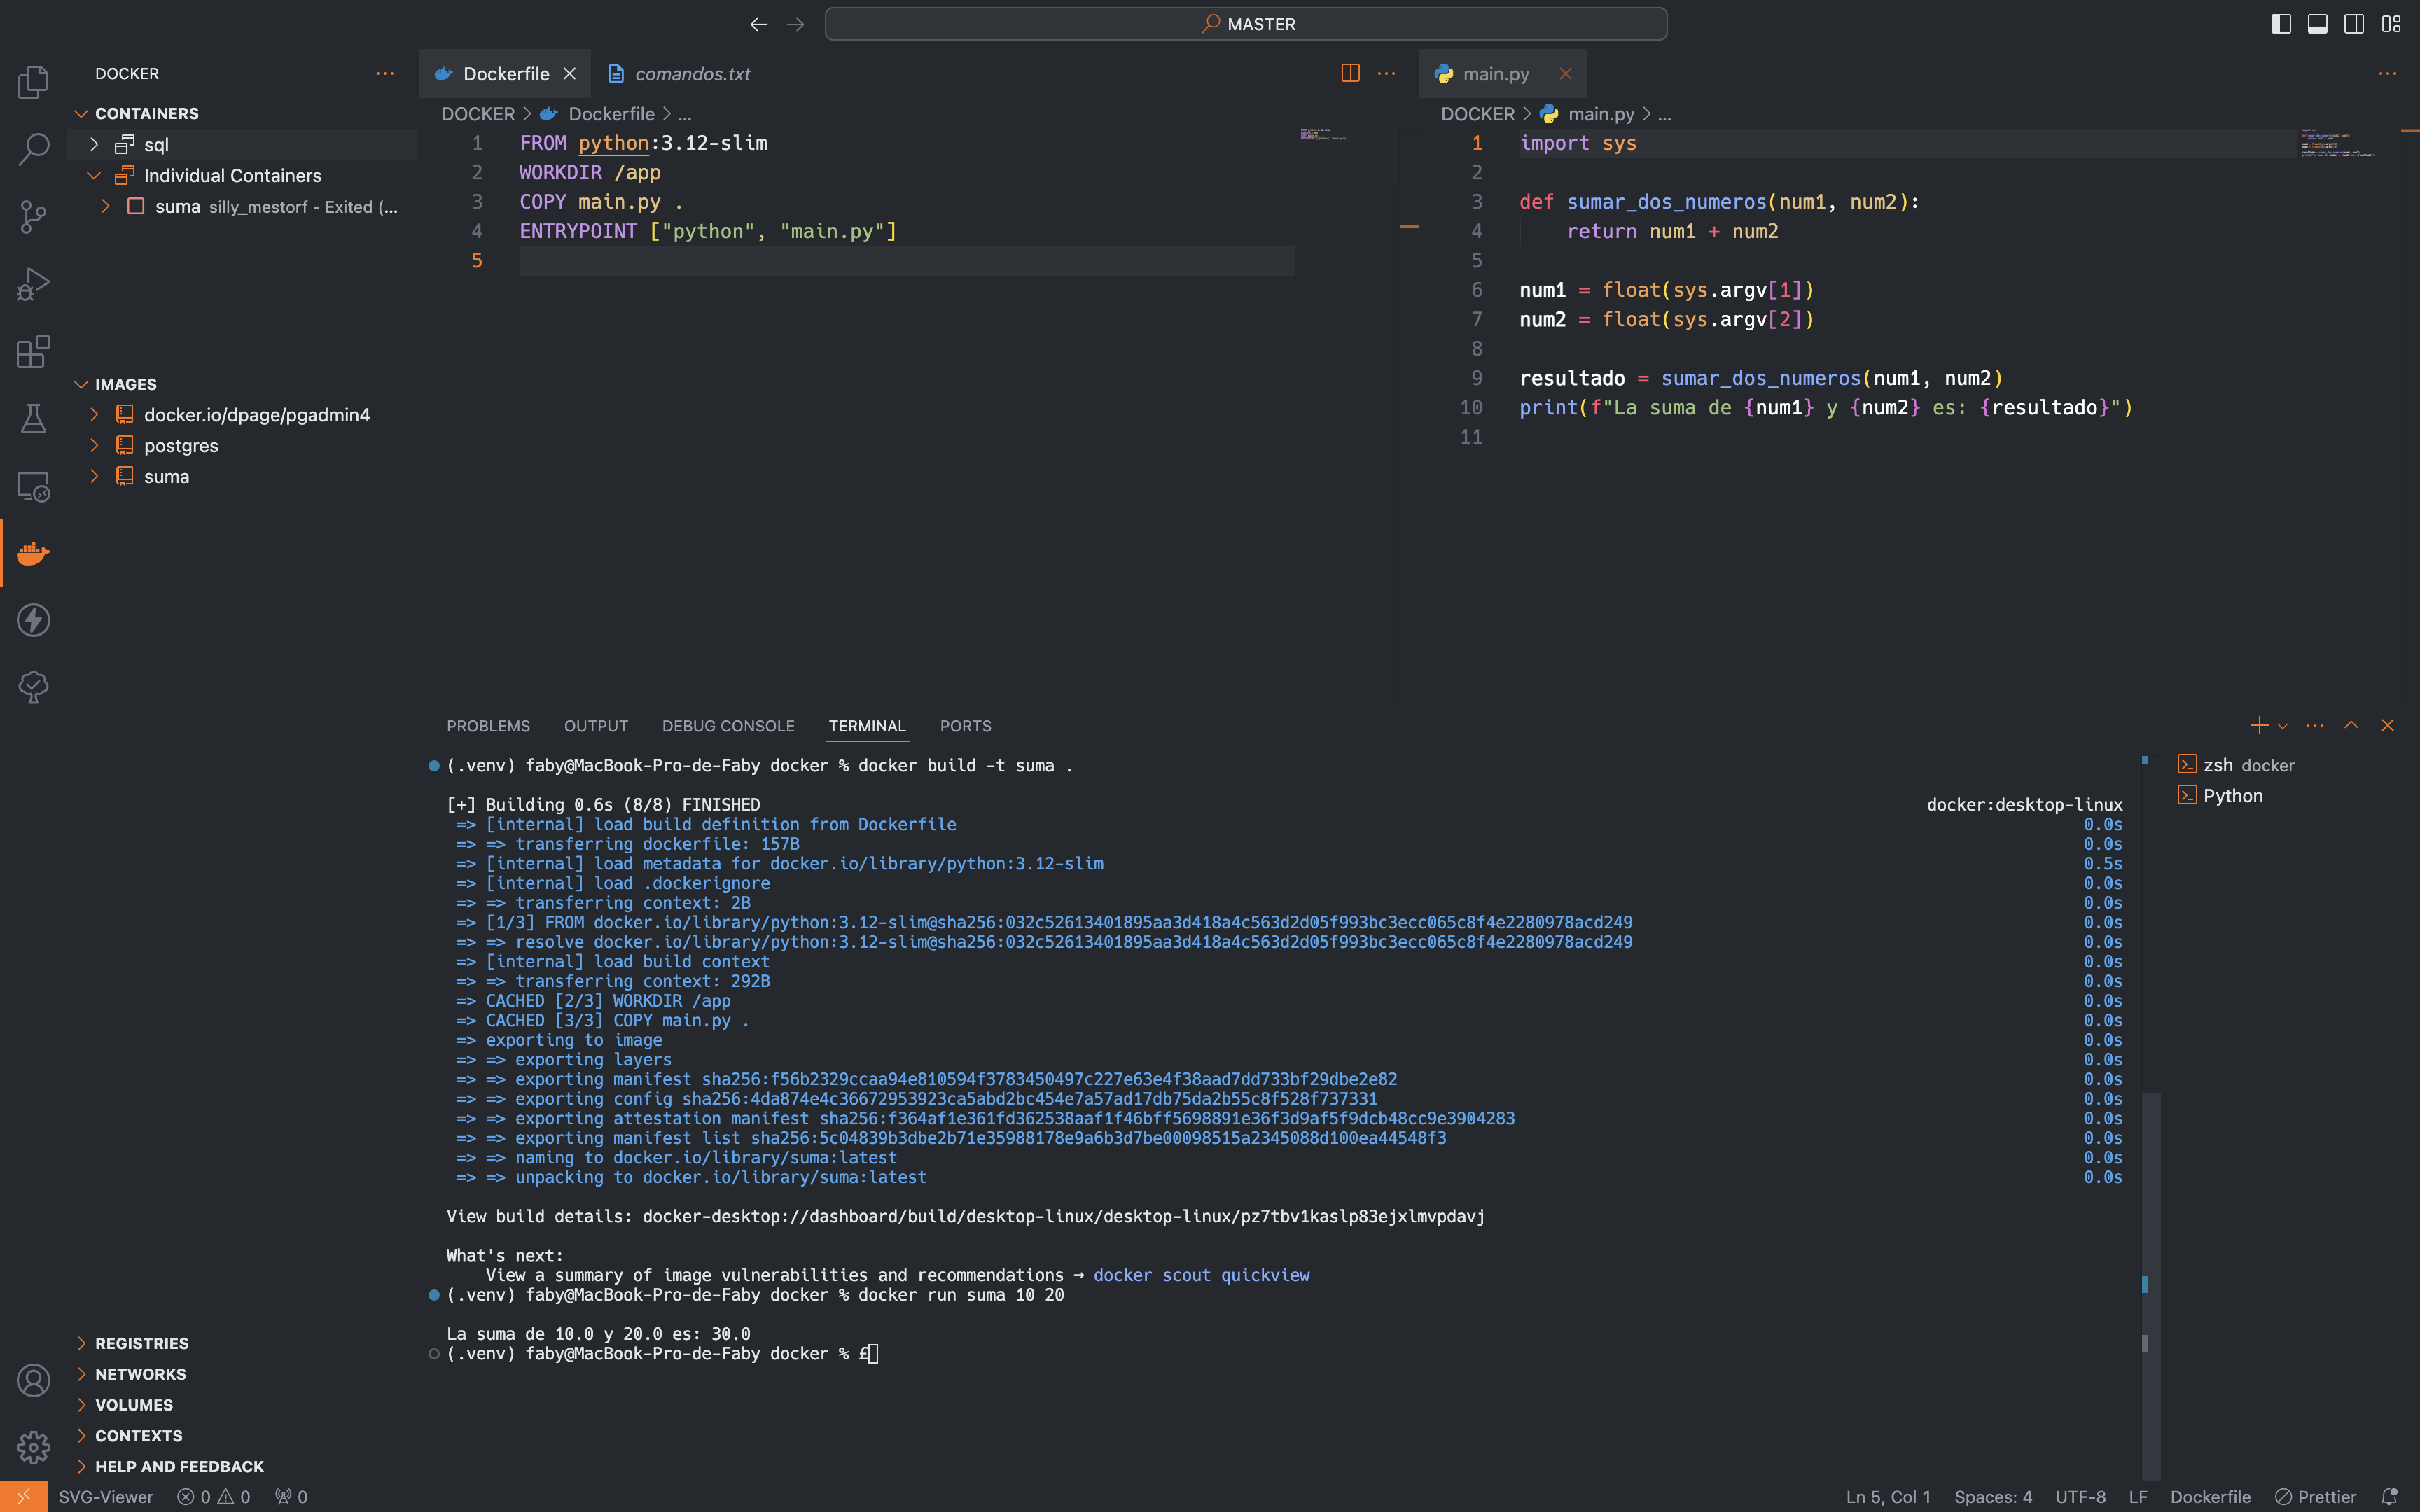 MASTER
DOCKER
CONTAINERS
sql
Individual Containers
suma silly_mestorf - Exited (...
IMAGES
docker.io/dpage/pgadmin4
postgres
suma
REGISTRIES
NETWORKS
VOLUMES
CONTEXTS
HELP AND FEEDBACK
Dockerfile
comandos.txt
DOCKER > Dockerfile > ...
1 FROM python:3.12-slim
2 WORKDIR /app
3 COPY main.py .
4 ENTRYPOINT ["python", "main.py"]
5
main.py
DOCKER > main.py > ...
1 import sys
2
3 def sumar_dos_numeros(num1, num2):
4 return num1 + num2
5
6 num1 = float(sys.argv[1])
7 num2 = float(sys.argv[2])
8
9 resultado = sumar_dos_numeros(num1, num2)
10 print(f"La suma de {num1} y {num2} es: {resultado}")
11
PROBLEMS OUTPUT DEBUG CONSOLE TERMINAL PORTS
(.venv) faby@MacBook-Pro-de-Faby docker % docker build -t suma .
[+] Building 0.6s (8/8) FINISHED docker:desktop-linux
=> [internal] load build definition from Dockerfile 0.0s
=> => transferring dockerfile: 157B 0.0s
=> [internal] load metadata for docker.io/library/python:3.12-slim 0.5s
=> [internal] load .dockerignore 0.0s
=> => transferring context: 2B 0.0s
=> [1/3] FROM docker.io/library/python:3.12-slim@sha256:032c52613401895aa3d418a4c563d2d05f993bc3ecc065c8f4e2280978acd249 0.0s
=> => resolve docker.io/library/python:3.12-slim@sha256:032c52613401895aa3d418a4c563d2d05f993bc3ecc065c8f4e2280978acd249 0.0s
=> [internal] load build context 0.0s
=> => transferring context: 292B 0.0s
=> CACHED [2/3] WORKDIR /app 0.0s
=> CACHED [3/3] COPY main.py . 0.0s
=> exporting to image 0.0s
=> => exporting layers 0.0s
=> => exporting manifest sha256:f56b2329ccaa94e810594f3783450497c227e63e4f38aad7dd733bf29dbe2e82 0.0s
=> => exporting config sha256:4da874e4c36672953923ca5abd2bc454e7a57ad17db75da2b55c8f528f737331 0.0s
=> => exporting attestation manifest sha256:f364af1e361fd362538aaf1f46bff5698891e36f3d9af5f9dcb48cc9e3904283 0.0s
=> => exporting manifest list sha256:5c04839b3dbe2b71e35988178e9a6b3d7be00098515a2345088d100ea44548f3 0.0s
=> => naming to docker.io/library/suma:latest 0.0s
=> => unpacking to docker.io/library/suma:latest 0.0s
View build details: docker-desktop://dashboard/build/desktop-linux/desktop-linux/pz7tbv1kaslp83ejxlmvpdavj
What's next:
View a summary of image vulnerabilities and recommendations → docker scout quickview
(.venv) faby@MacBook-Pro-de-Faby docker % docker run suma 10 20
La suma de 10.0 y 20.0 es: 30.0
(.venv) faby@MacBook-Pro-de-Faby docker % £
zsh docker
Python
SVG-Viewer 0 0 0
Ln 5, Col 1 Spaces: 4 UTF-8 LF Dockerfile Prettier